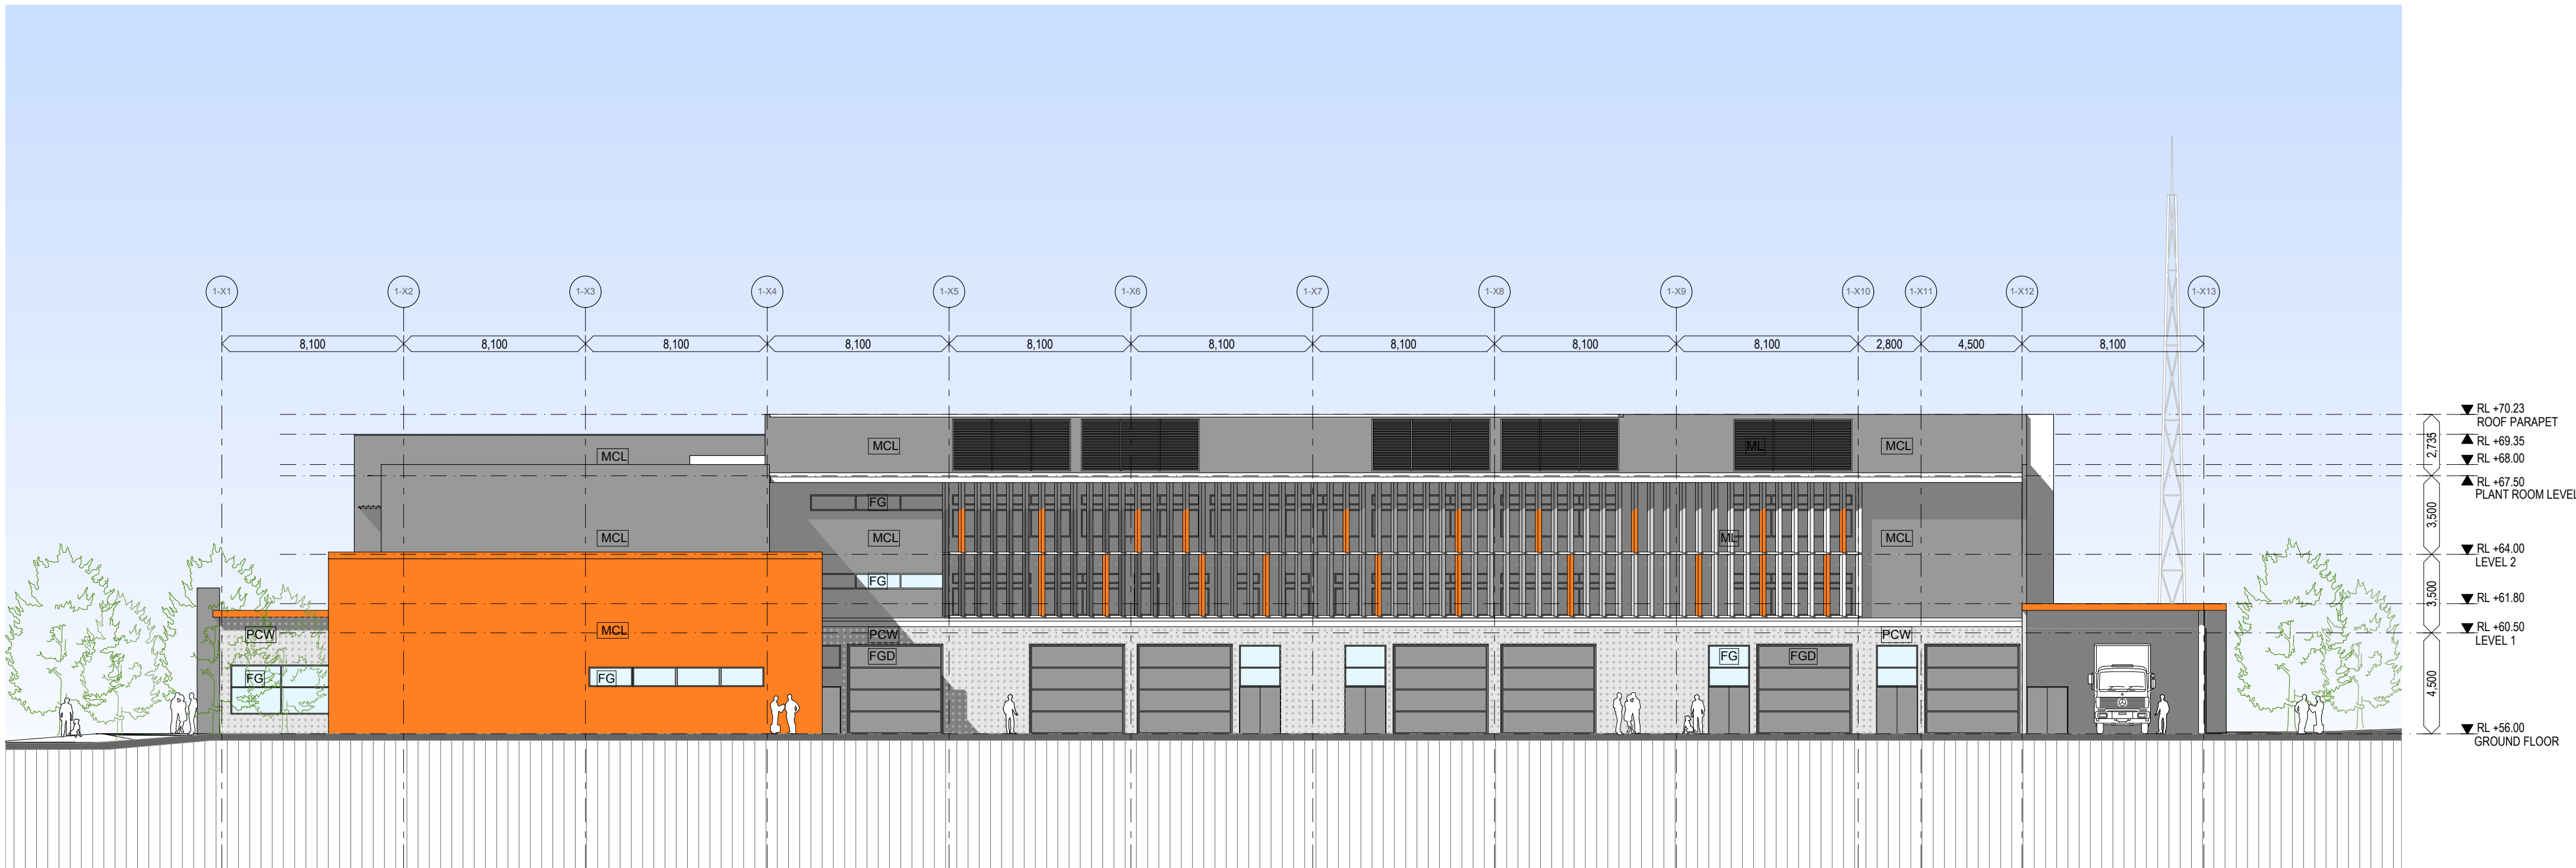 1-X1 1-X2 1-X3 1-X4 1-X5 1-X6 1-X7 1-X8 1-X9 1-X10 1-X11 1-X12 1-X13
8,100 8,100 8,100 8,100 8,100 8,100 8,100 8,100 8,100 2,800 4,500 8,100
RL +70.23
ROOF PARAPET
2,735
RL +69.35
RL +68.00
RL +67.50
PLANT ROOM LEVEL
3,500
RL +64.00
LEVEL 2
3,500
RL +61.80
RL +60.50
LEVEL 1
4,500
RL +56.00
GROUND FLOOR
MCL MCL ML MCL
FG
MCL MCL ML MCL
FG
PCW MCL PCW PCW
FGD FG FGD
FG FG